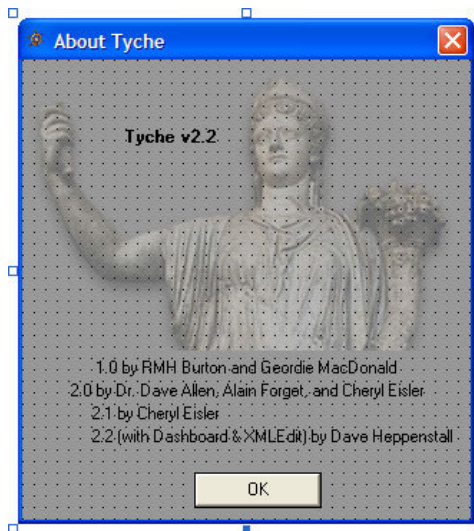 About Tyche
Tyche v2.2
1.0 by RMH Burton and Geordie MacDonald
2.0 by Dr. Dave Allen, Alain Forget, and Cheryl Eisler
2.1 by Cheryl Eisler
2.2 (with Dashboard & XMLEdit) by Dave Heppenstall
OK